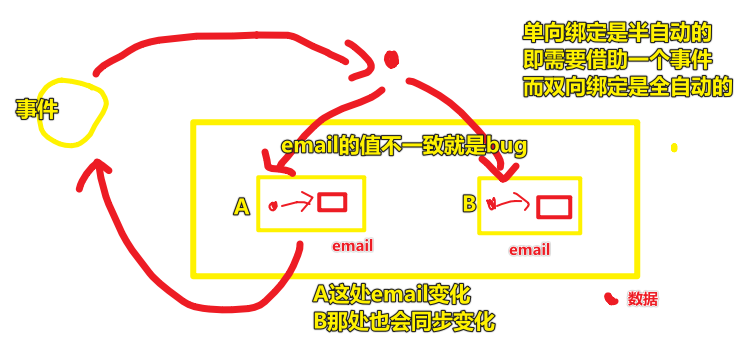 单向绑定是半自动的
即需要借助一个事件
而双向绑定是全自动的
事件
email的值不一致就是bug
A
B
email
email
A这处email变化
B那处也会同步变化
数据